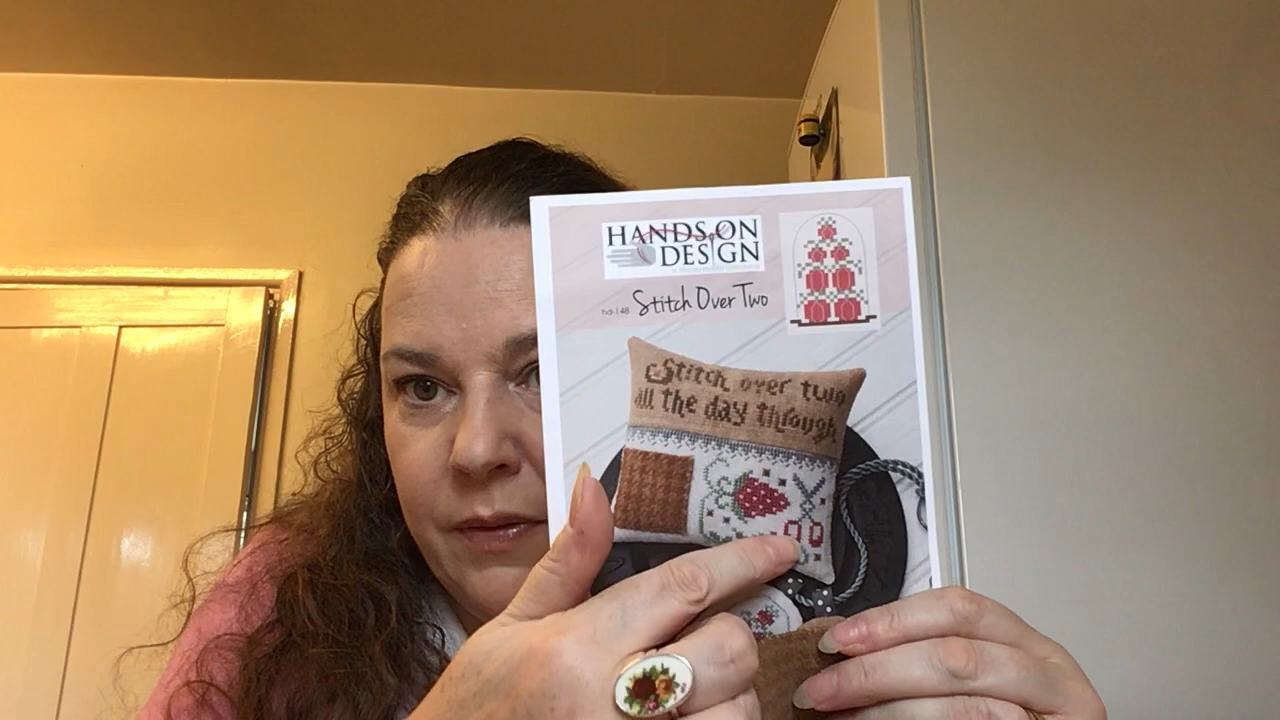 HANDS ON
DESIGN
hd-148 Stitch Over Two
Stitch over two
all the day through